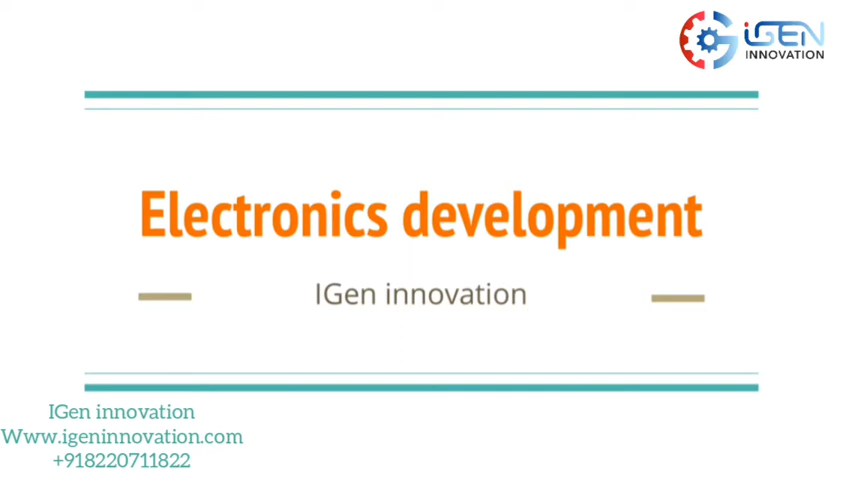 iGEN
INNOVATION
Electronics development
IGen innovation
IGen innovation
Www.igeninnovation.com
+918220711822